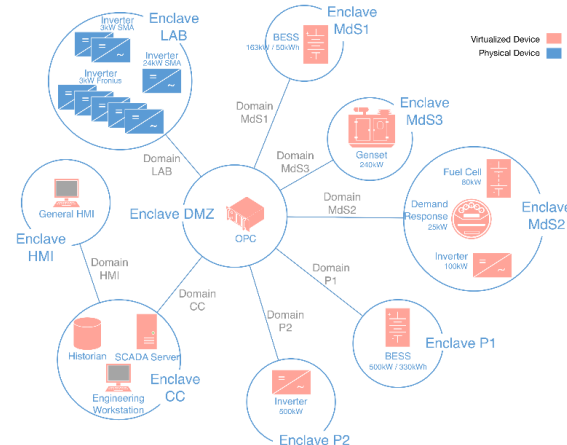 Enclave
LAB
Inverter
3kW SMA
Inverter
24kW SMA
Inverter
3kW Fronius
Enclave
MdS1
BESS
163kW / 50kWh
Virtualized Device
Physical Device
Domain
MdS1
Enclave
MdS3
Genset
240kW
Domain
MdS3
Domain
LAB
Fuel Cell
60kW
Demand
Response
25kW
Inverter
100kW
Enclave
MdS2
Domain
MdS2
General HMI
Enclave
HMI
Enclave DMZ
OPC
Domain
HMI
Domain
CC
Domain
P2
Domain
P1
Historian
SCADA Server
Engineering
Workstation
Enclave
CC
BESS
500kW / 330kWh
Enclave P1
Inverter
500kW
Enclave P2